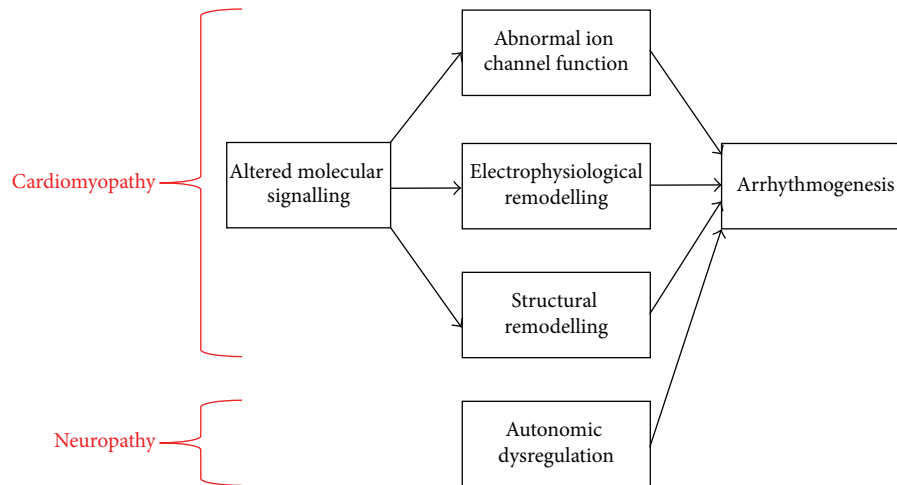 Abnormal ion
channel function
Cardiomyopathy
Altered molecular
signalling
Electrophysiological
remodelling
Arrhythmogenesis
Structural
remodelling
Neuropathy
Autonomic
dysregulation